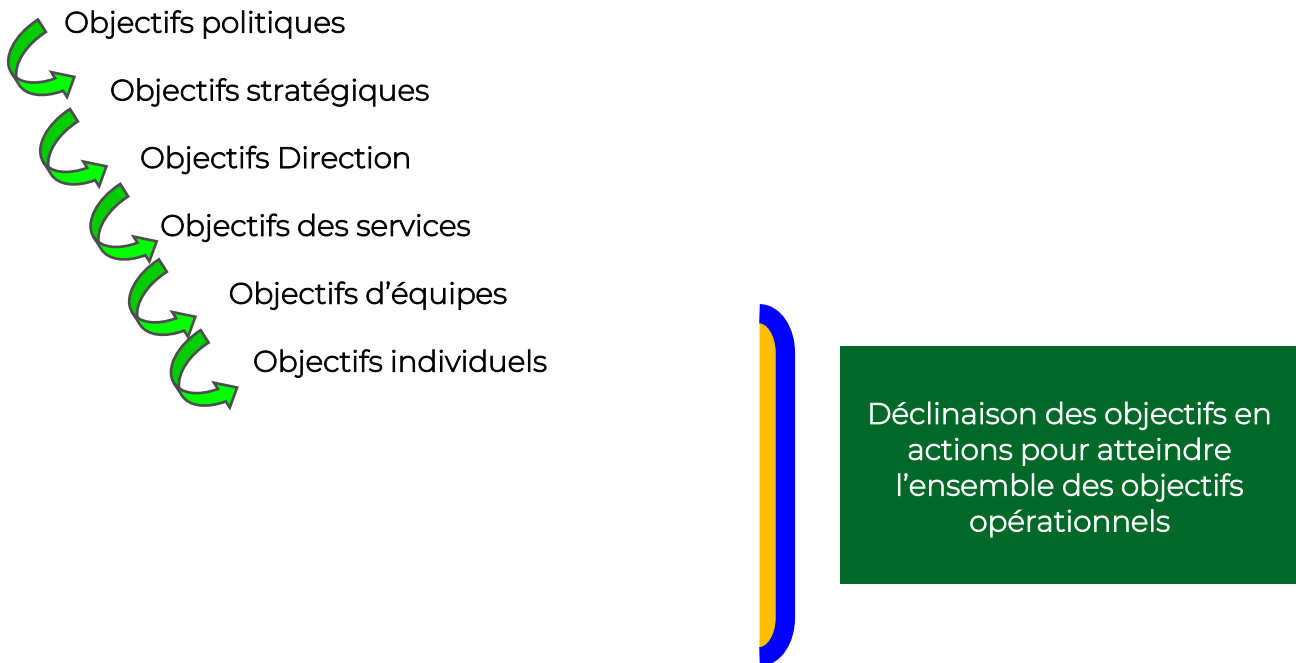 Objectifs politiques
Objectifs stratégiques
Objectifs Direction
Objectifs des services
Objectifs d’équipes
Objectifs individuels
Déclinaison des objectifs en
actions pour atteindre
l’ensemble des objectifs
opérationnels